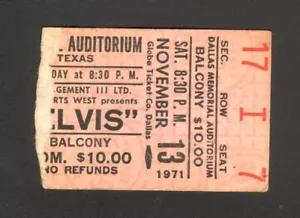 AUDITORIUM
TEXAS
DAY at 8:30 P. M.
GEMENT III LTD.
RTS WEST presents
ELVIS"
BALCONY
OM. $10.00
NO REFUNDS
SAT. 8:30 P.M.
Globe Ticket Co. Dallas
NOVEMBER
13
1971
DALLAS MEMORIAL AUDITORIUM
BALCONY
$10.00
SEC. ROW SEAT
17 I 7